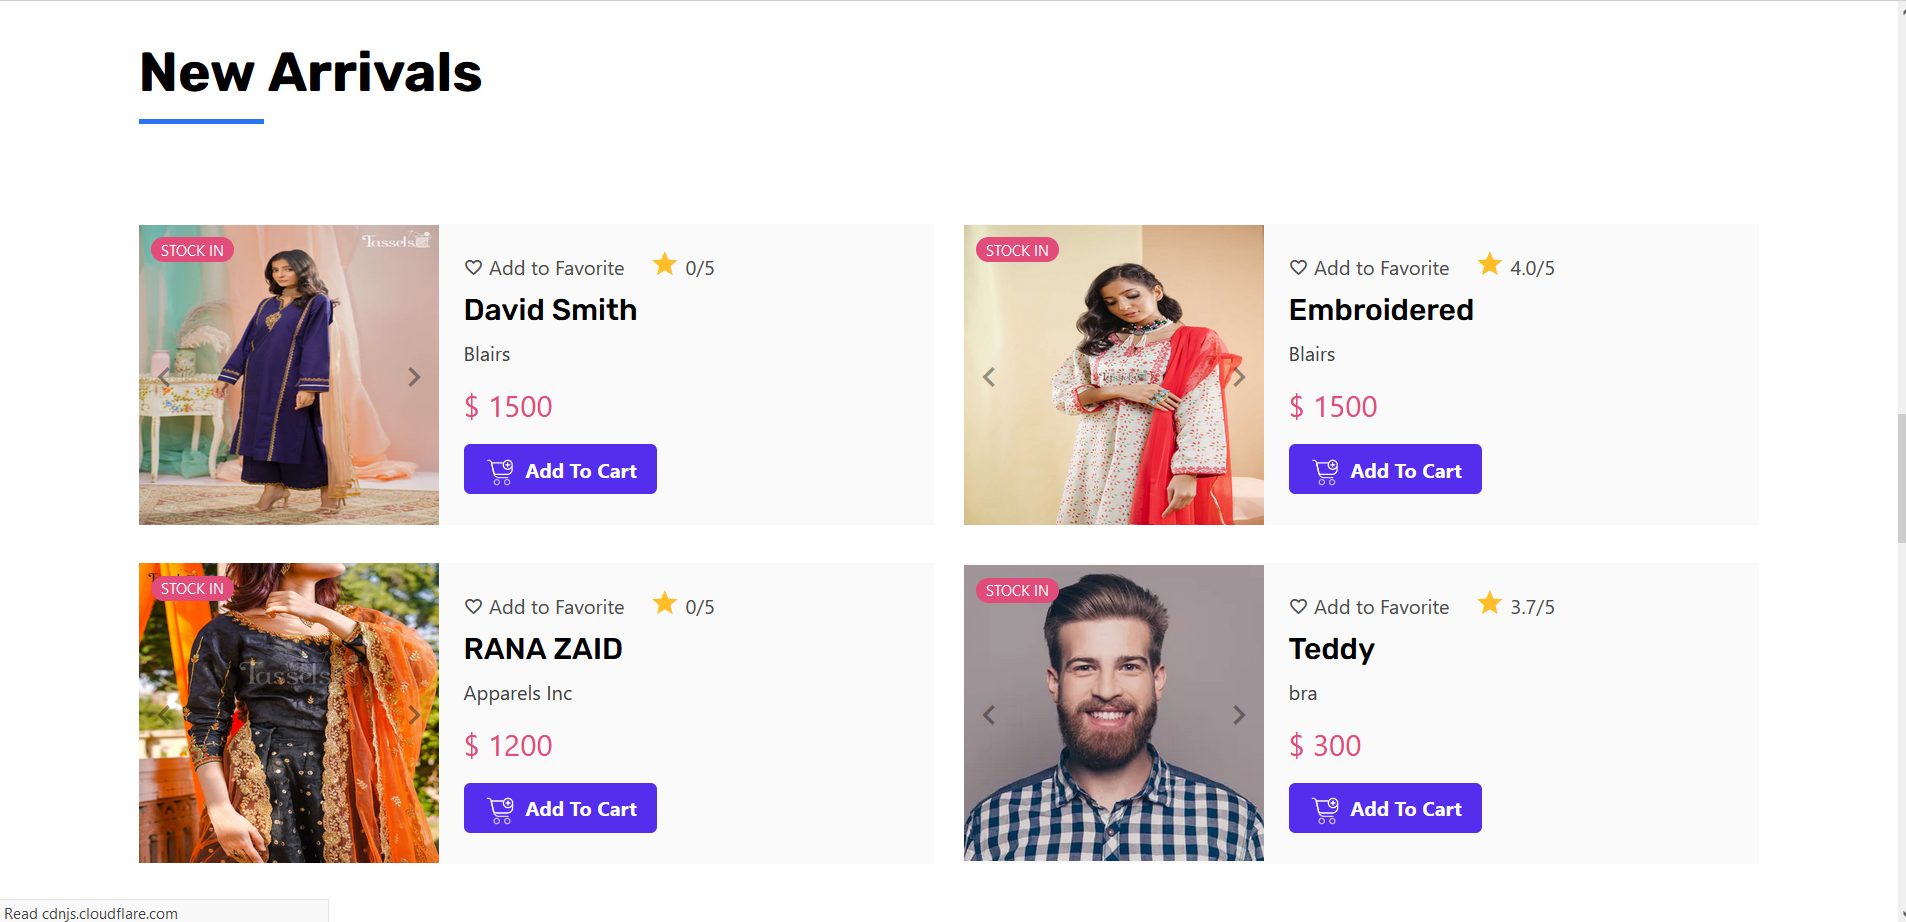 New Arrivals
Tassels
STOCK IN
Add to Favorite 0/5
David Smith
Blairs
$ 1500
Add To Cart
STOCK IN
Add to Favorite 4.0/5
Embroidered
Blairs
$ 1500
Add To Cart
STOCK IN
Tassels
Add to Favorite 0/5
RANA ZAID
Apparels Inc
$ 1200
Add To Cart
STOCK IN
Add to Favorite 3.7/5
Teddy
bra
$ 300
Add To Cart
Read cdnjs.cloudflare.com